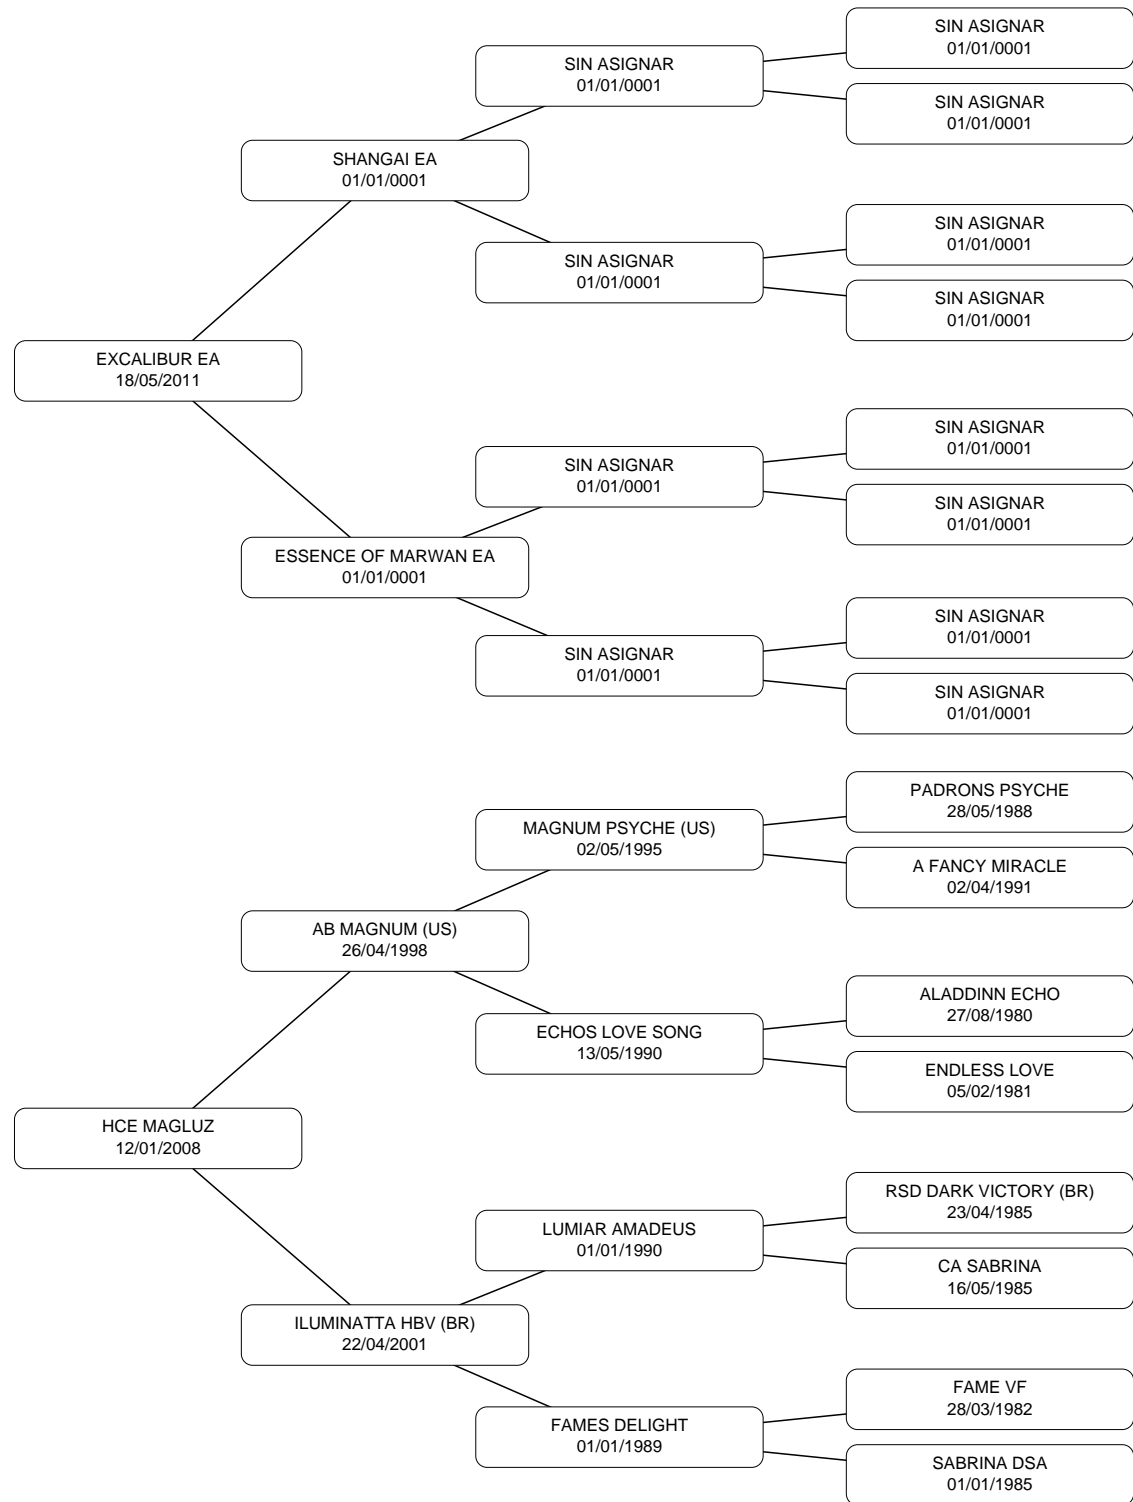 SIN ASIGNAR
01/01/0001
SIN ASIGNAR
01/01/0001
SIN ASIGNAR
01/01/0001
SHANGAI EA
01/01/0001
SIN ASIGNAR
01/01/0001
SIN ASIGNAR
01/01/0001
SIN ASIGNAR
01/01/0001
EXCALIBUR EA
18/05/2011
SIN ASIGNAR
01/01/0001
SIN ASIGNAR
01/01/0001
SIN ASIGNAR
01/01/0001
ESSENCE OF MARWAN EA
01/01/0001
SIN ASIGNAR
01/01/0001
SIN ASIGNAR
01/01/0001
SIN ASIGNAR
01/01/0001
PADRONS PSYCHE
28/05/1988
MAGNUM PSYCHE (US)
02/05/1995
A FANCY MIRACLE
02/04/1991
AB MAGNUM (US)
26/04/1998
ALADDINN ECHO
27/08/1980
ECHOS LOVE SONG
13/05/1990
ENDLESS LOVE
05/02/1981
HCE MAGLUZ
12/01/2008
RSD DARK VICTORY (BR)
23/04/1985
LUMIAR AMADEUS
01/01/1990
CA SABRINA
16/05/1985
ILUMINATTA HBV (BR)
22/04/2001
FAME VF
28/03/1982
FAMES DELIGHT
01/01/1989
SABRINA DSA
01/01/1985